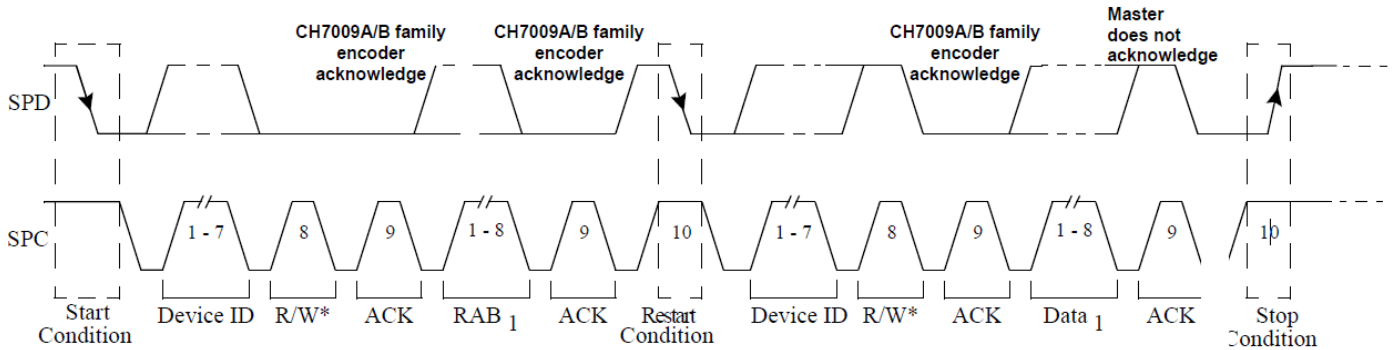 CH7009A/B family
encoder
acknowledge
CH7009A/B family
encoder
acknowledge
CH7009A/B family
encoder
acknowledge
Master
does not
acknowledge
SPD
SPC
1 - 7
8
9
1 - 8
9
10
1 - 7
8
9
1 - 8
9
10
Start
Condition
Device ID
R/W*
ACK
RAB 1
ACK
Restart
Condition
Device ID
R/W*
ACK
Data 1
ACK
Stop
Condition